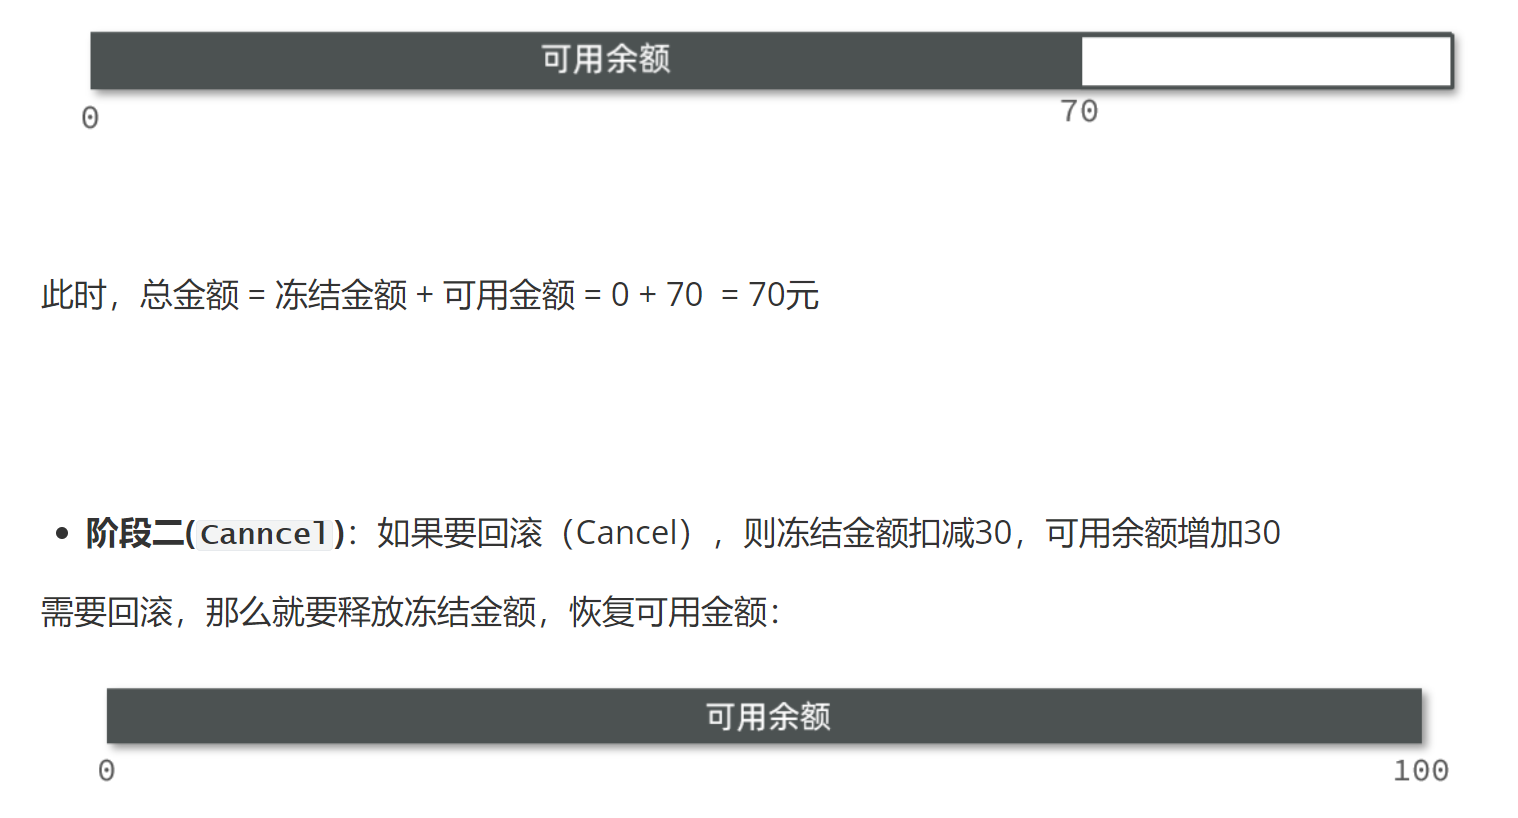 可用余额
0
70
此时，总金额 = 冻结金额 + 可用金额 = 0 + 70 = 70元
• 阶段二(Canncel)：如果要回滚（Cancel），则冻结金额扣减30，可用余额增加30
需要回滚，那么就要释放冻结金额，恢复可用金额：
可用余额
0
100